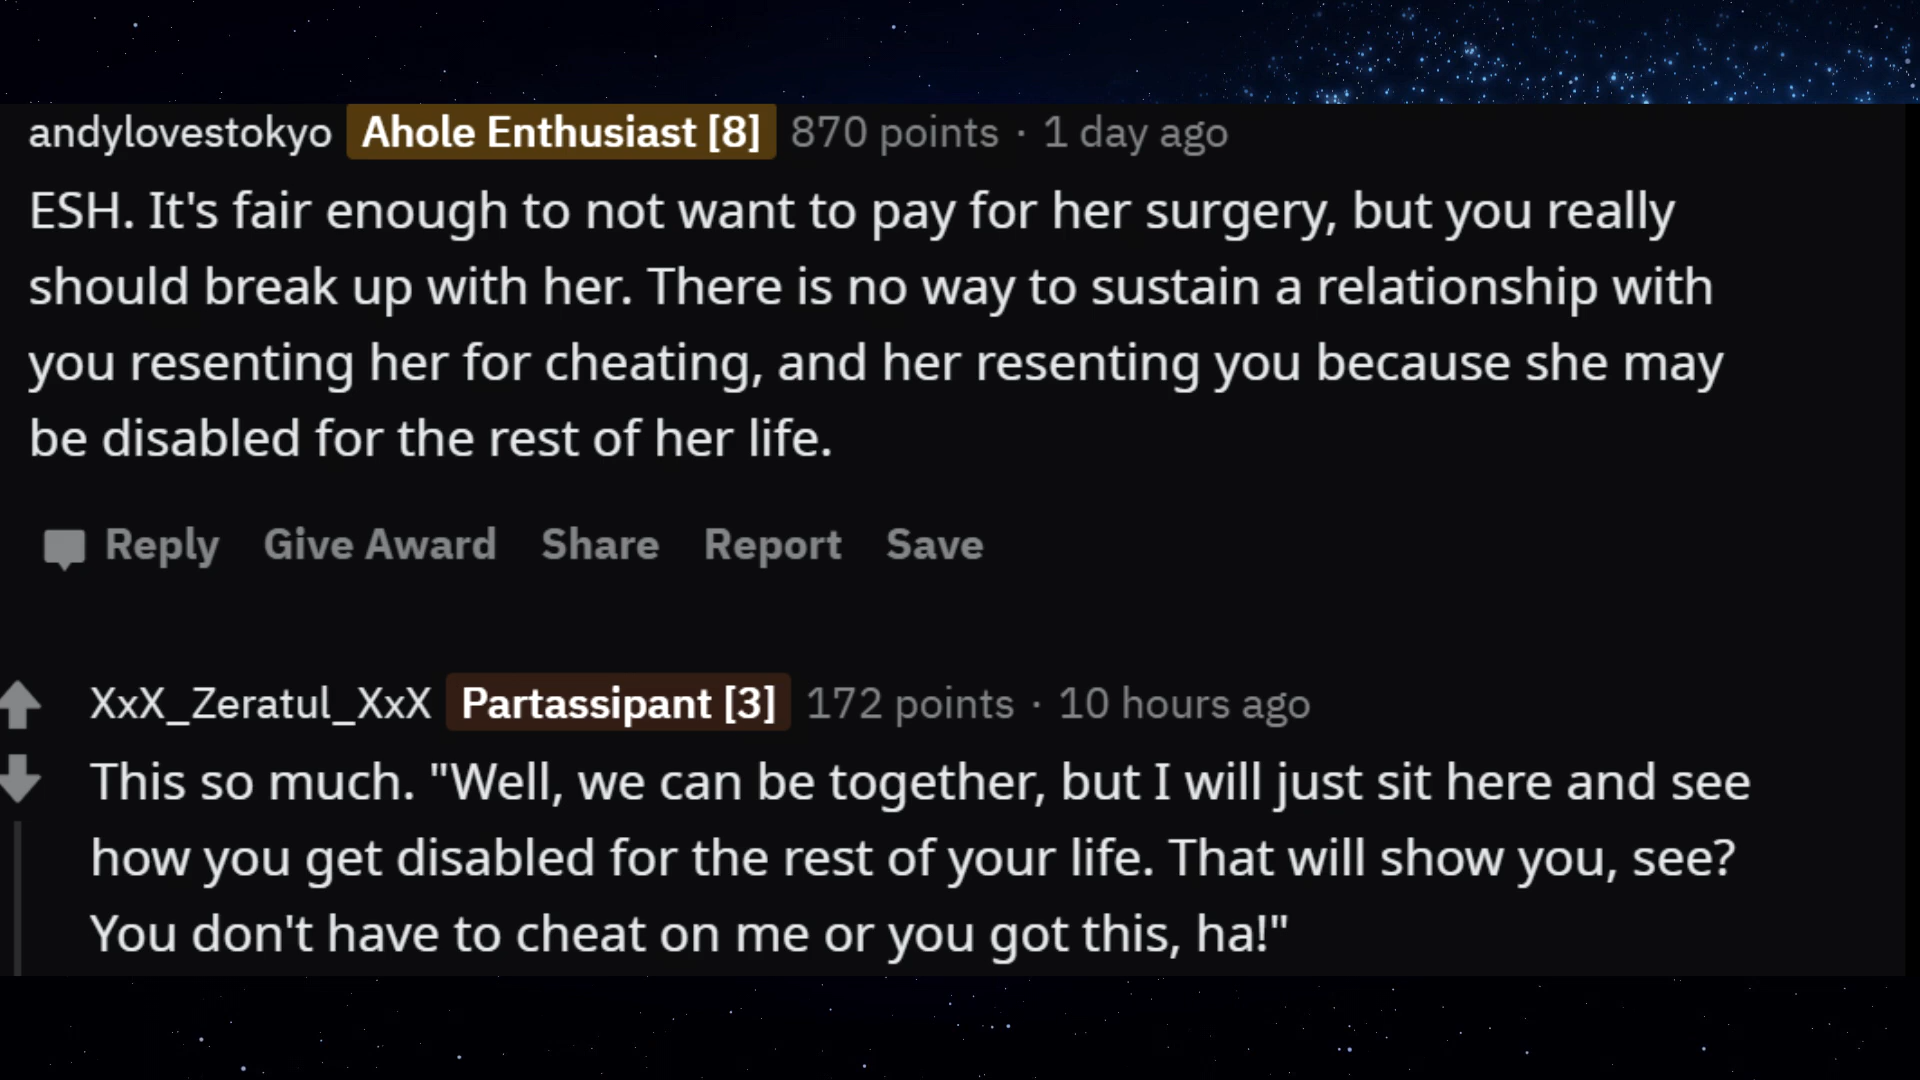 andylovestokyo Ahole Enthusiast [8] 870 points · 1 day ago
ESH. It's fair enough to not want to pay for her surgery, but you really
should break up with her. There is no way to sustain a relationship with
you resenting her for cheating, and her resenting you because she may
be disabled for the rest of her life.
Reply Give Award Share Report Save
XxX_Zeratul_XxX Partassipant [3] 172 points · 10 hours ago
This so much. "Well, we can be together, but I will just sit here and see
how you get disabled for the rest of your life. That will show you, see?
You don't have to cheat on me or you got this, ha!"